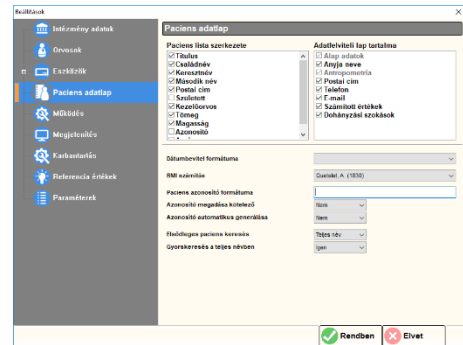 Beállítások
Intézmény adatok
Orvosok
Eszközök
Paciens adatlap
Működés
Megjelenítés
Karbantartás
Referencia értékek
Paraméterek
Paciens adatlap
Paciens lista szerkezete
Titulus
Családnév
Keresztnév
Második név
Postai cím
Született
Kezelőorvos
Tömeg
Magasság
Azonosító
Adatfelviteli lap tartalma
Alap adatok
Anyja neve
Antropometria
Postai cím
Telefon
E-mail
Számított értékek
Dohányzási szokások
Dátumbevitel formátuma
BMI számítás
Quetelet, A. (1830)
Paciens azonosító formátuma
Azonosító megadása kötelező
Nem
Azonosító automatikus generálása
Nem
Elsődleges paciens keresés
Teljes név
Gyorskeresés a teljes névben
Igen
Rendben
Elvet